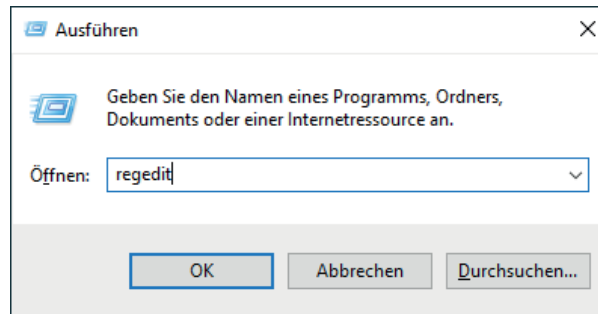 Ausführen
Geben Sie den Namen eines Programms, Ordners,
Dokuments oder einer Internetressource an.
Öffnen: regedit
OK Abbrechen Durchsuchen...